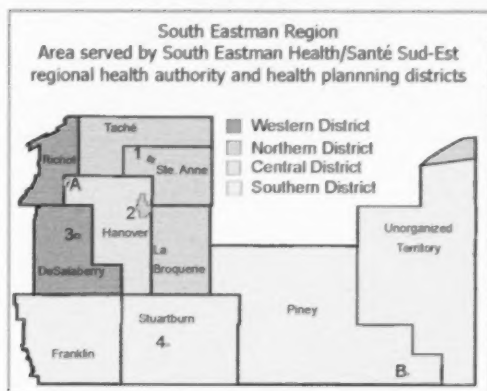 South Eastman Region
Area served by South Eastman Health/Santé Sud-Est
regional health authority and health plannning districts
Western District
Northern District
Central District
Southern District
Taché
Richot
1
Ste. Anne
A
2
Hanover
3
La
Broquerie
DeSalaberry
Unorganized
Territory
Piney
Stuartburn
Franklin
4
B